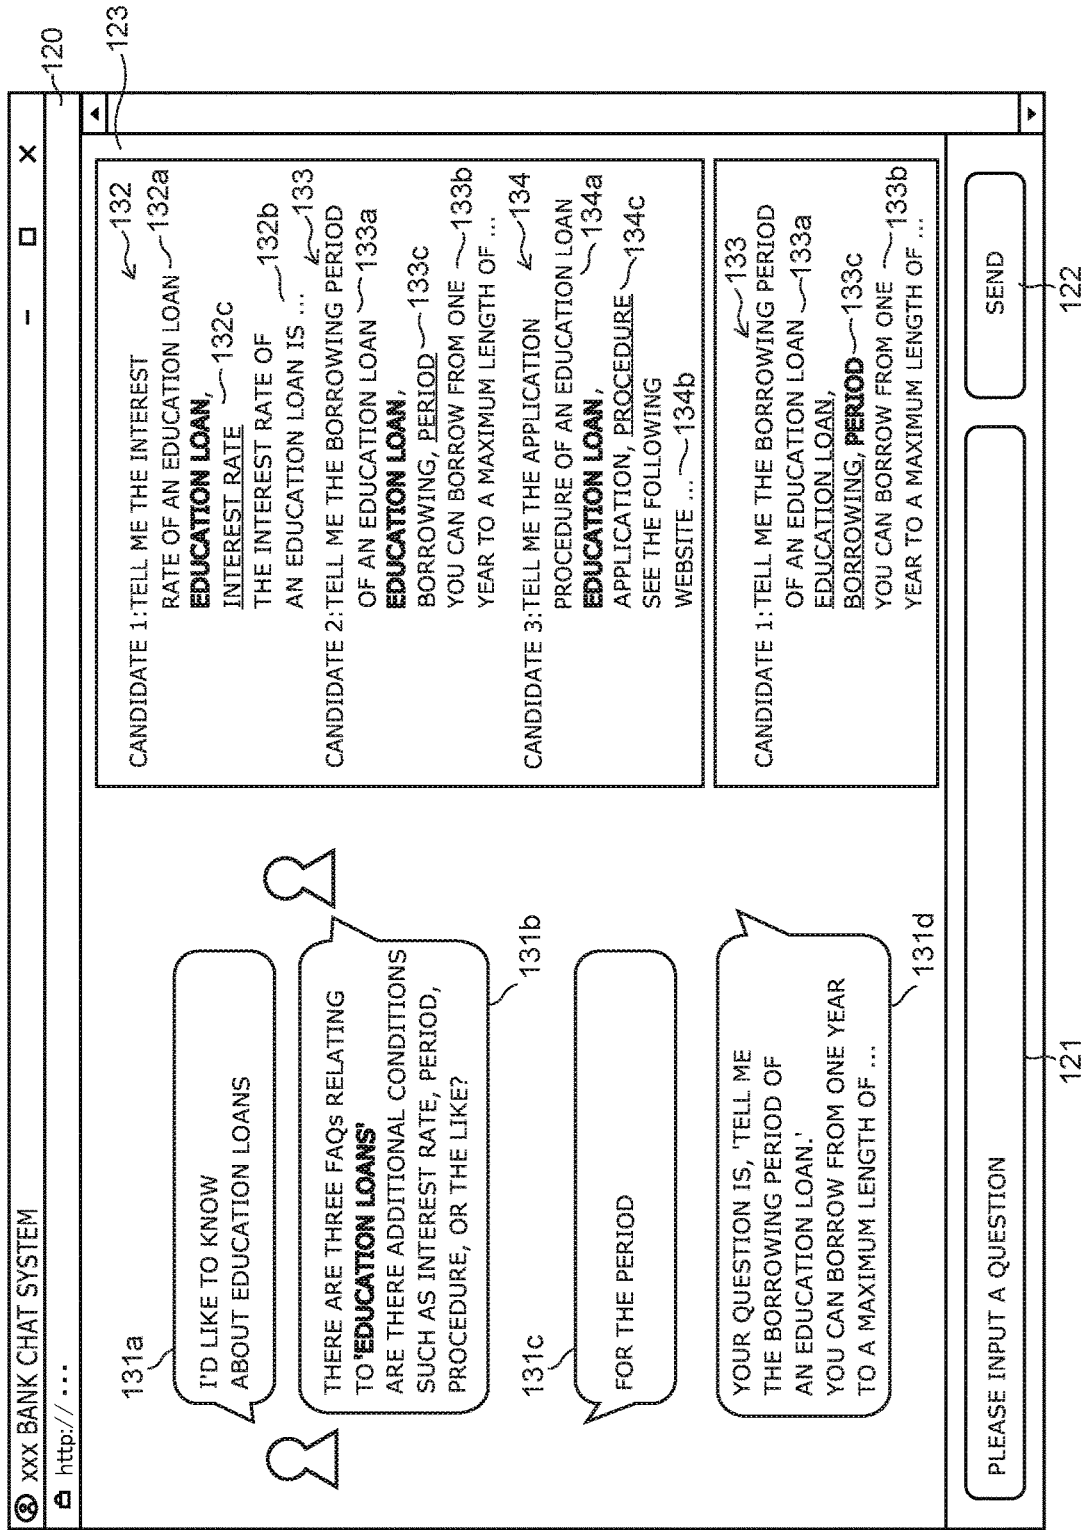 xxx BANK CHAT SYSTEM
http:// ...
120
123
131a
I'D LIKE TO KNOW
ABOUT EDUCATION LOANS
THERE ARE THREE FAQs RELATING
TO 'EDUCATION LOANS'
ARE THERE ADDITIONAL CONDITIONS
SUCH AS INTEREST RATE, PERIOD,
PROCEDURE, OR THE LIKE?
131b
131c
FOR THE PERIOD
YOUR QUESTION IS, 'TELL ME
THE BORROWING PERIOD OF
AN EDUCATION LOAN.'
YOU CAN BORROW FROM ONE YEAR
TO A MAXIMUM LENGTH OF ...
131d
CANDIDATE 1:TELL ME THE INTEREST 132
RATE OF AN EDUCATION LOAN 132a
EDUCATION LOAN,
INTEREST RATE 132c
THE INTEREST RATE OF 132b
AN EDUCATION LOAN IS ... 133
CANDIDATE 2:TELL ME THE BORROWING PERIOD
OF AN EDUCATION LOAN 133a
EDUCATION LOAN,
BORROWING, PERIOD 133c
YOU CAN BORROW FROM ONE 133b
YEAR TO A MAXIMUM LENGTH OF ...
134
CANDIDATE 3:TELL ME THE APPLICATION
PROCEDURE OF AN EDUCATION LOAN
EDUCATION LOAN, 134a
APPLICATION, PROCEDURE 134c
SEE THE FOLLOWING
WEBSITE ... 134b
133
CANDIDATE 1:TELL ME THE BORROWING PERIOD
OF AN EDUCATION LOAN 133a
EDUCATION LOAN,
BORROWING, PERIOD 133c
YOU CAN BORROW FROM ONE 133b
YEAR TO A MAXIMUM LENGTH OF ...
PLEASE INPUT A QUESTION
SEND
121
122